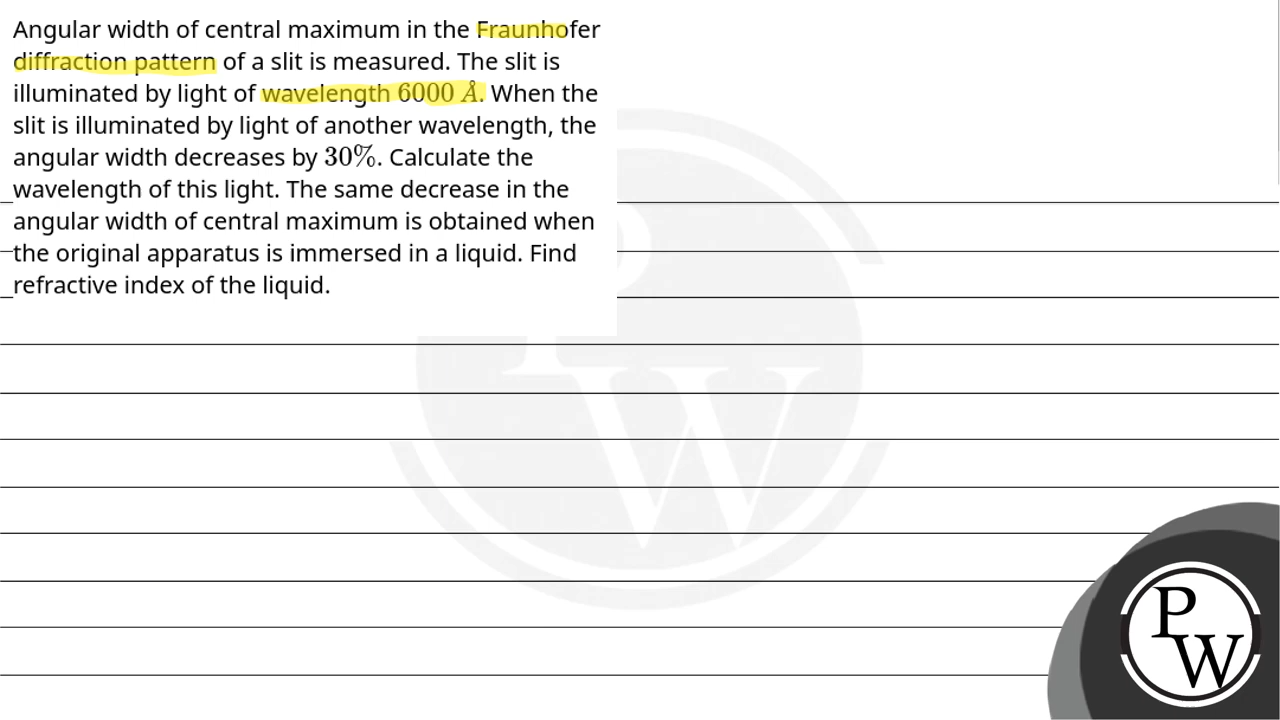 Angular width of central maximum in the Fraunhofer
diffraction pattern of a slit is measured. The slit is
illuminated by light of wavelength 6000 Å. When the
slit is illuminated by light of another wavelength, the
angular width decreases by 30%. Calculate the
wavelength of this light. The same decrease in the
angular width of central maximum is obtained when
the original apparatus is immersed in a liquid. Find
refractive index of the liquid.
P
W
P
W